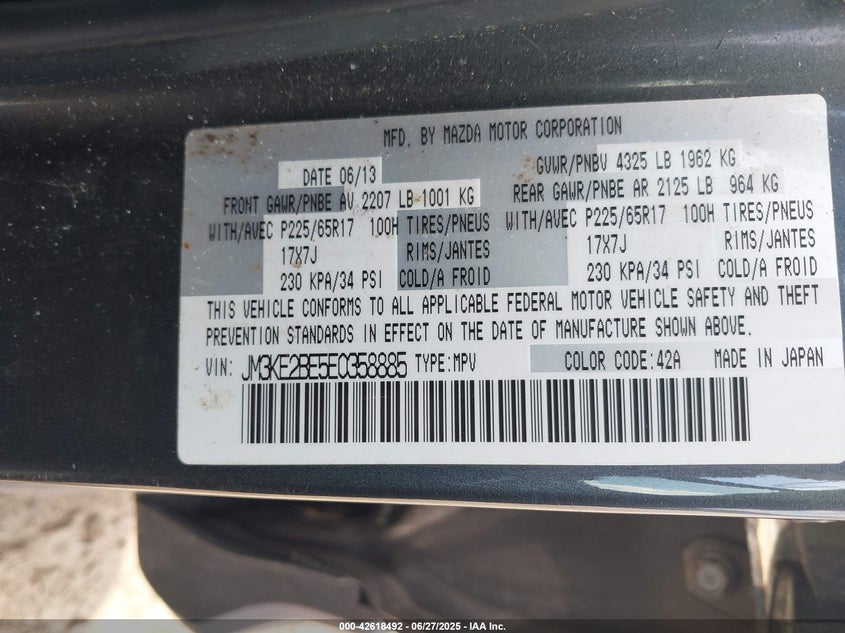 MFD. BY MAZDA MOTOR CORPORATION
DATE 06/13 GVWR/PNBV 4325 LB 1962 KG
FRONT GAWR/PNBE AV 2207 LB 1001 KG REAR GAWR/PNBE AR 2125 LB 964 KG
WITH/AVEC P225/65R17 100H TIRES/PNEUS WITH/AVEC P225/65R17 100H TIRES/PNEUS
17X7J RIMS/JANTES 17X7J RIMS/JANTES
230 KPA/34 PSI COLD/A FROID 230 KPA/34 PSI COLD/A FROID
THIS VEHICLE CONFORMS TO ALL APPLICABLE FEDERAL MOTOR VEHICLE SAFETY AND THEFT
PREVENTION STANDARDS IN EFFECT ON THE DATE OF MANUFACTURE SHOWN ABOVE.
VIN: JM3KE2BE5E0358885 TYPE:MPV COLOR CODE:42A MADE IN JAPAN
000-42618492 - 06/27/2025 - IAA Inc.